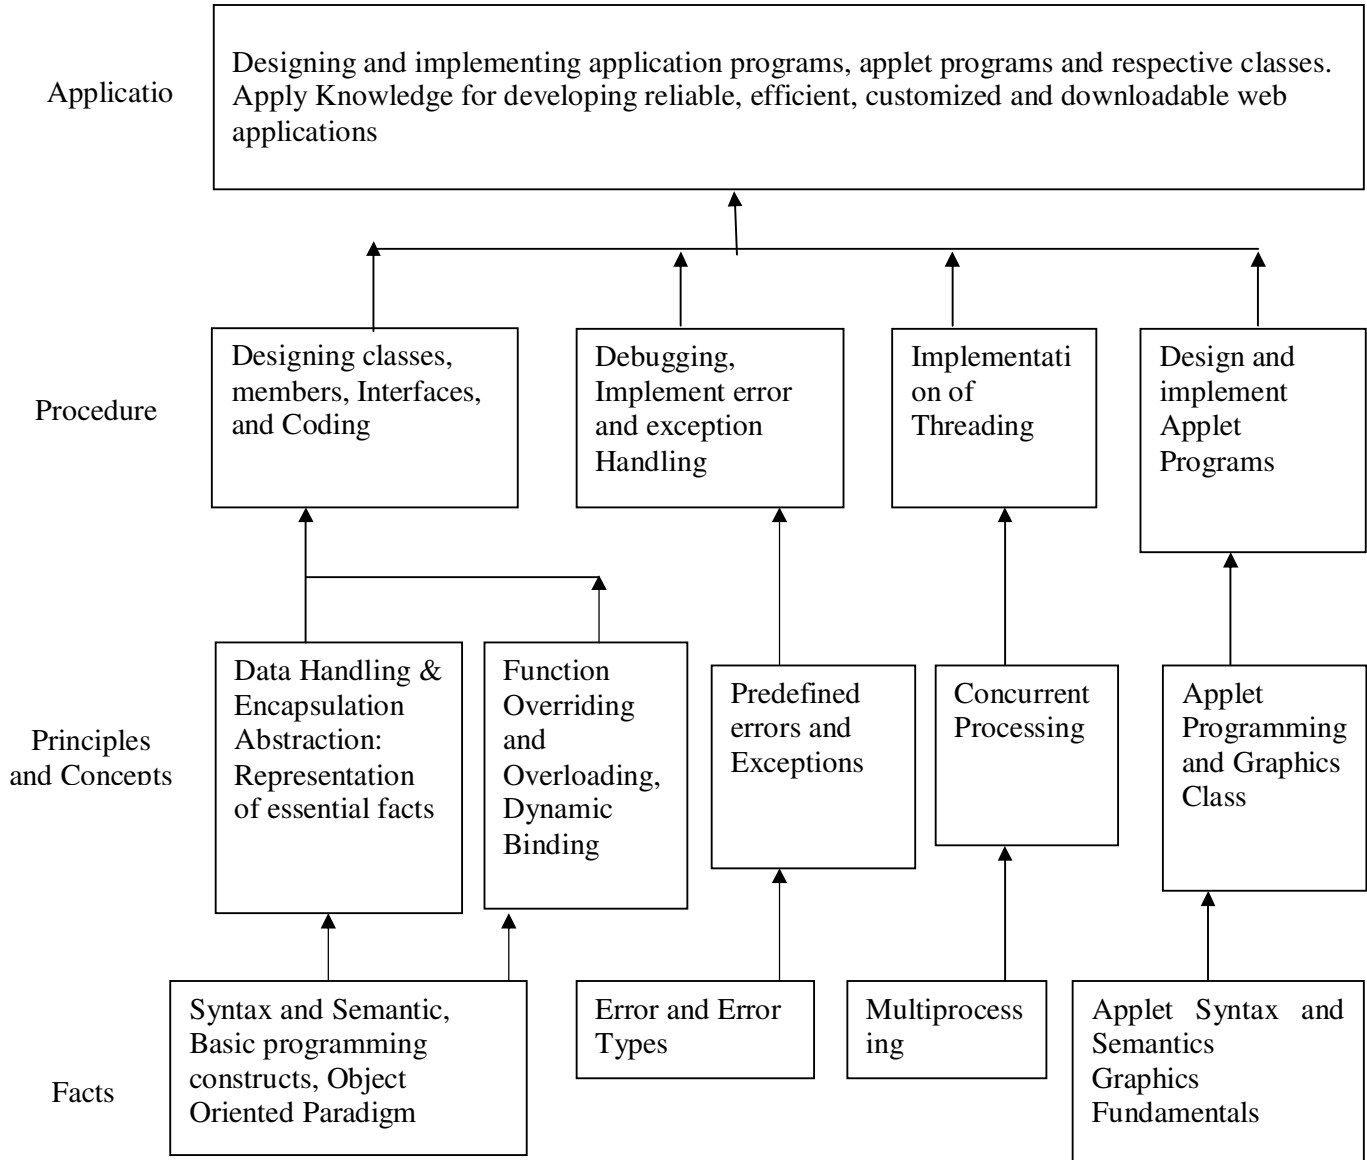 Applicatio
Designing and implementing application programs, applet programs and respective classes.
Apply Knowledge for developing reliable, efficient, customized and downloadable web
applications
Procedure
Designing classes,
members, Interfaces,
and Coding
Debugging,
Implement error
and exception
Handling
Implementati
on of
Threading
Design and
implement
Applet
Programs
Principles
and Concepts
Data Handling &
Encapsulation
Abstraction:
Representation
of essential facts
Function
Overriding
and
Overloading,
Dynamic
Binding
Predefined
errors and
Exceptions
Concurrent
Processing
Applet
Programming
and Graphics
Class
Facts
Syntax and Semantic,
Basic programming
constructs, Object
Oriented Paradigm
Error and Error
Types
Multiprocess
ing
Applet Syntax and
Semantics
Graphics
Fundamentals